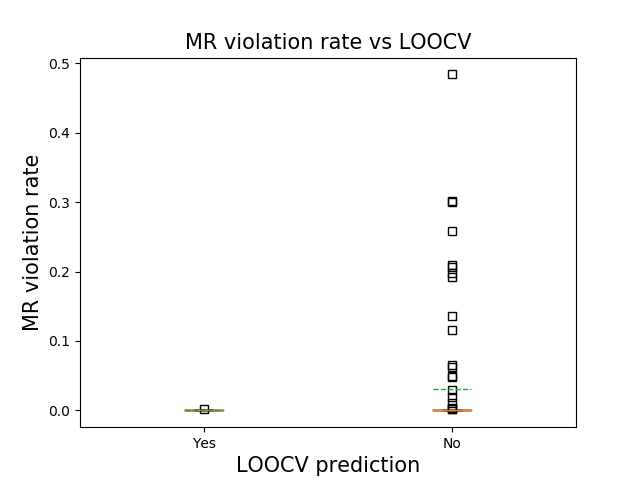 MR violation rate vs LOOCV
0.5
0.4
0.3
0.2
0.1
0.0
MR violation rate
Yes
No
LOOCV prediction